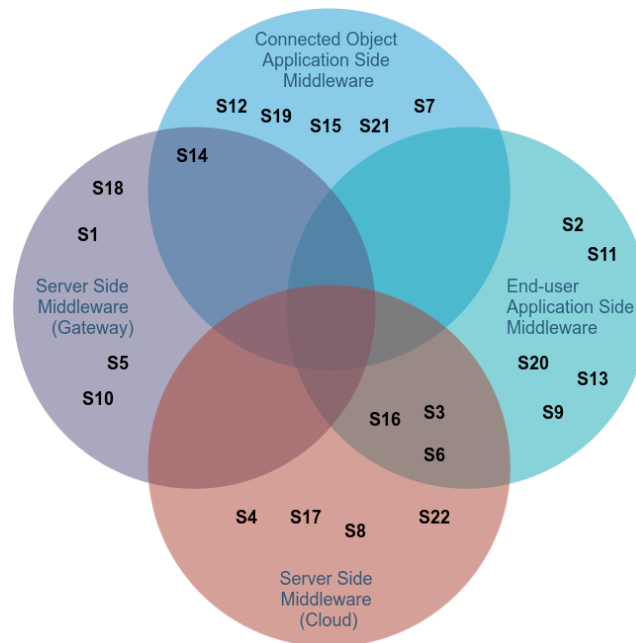 Connected Object
Application Side
Middleware
S12
S19
S15
S21
S7
S14
S18
S1
S2
S11
Server Side
Middleware
(Gateway)
End-user
Application Side
Middleware
S5
S10
S20
S13
S9
S16
S3
S6
S4
S17
S8
S22
Server Side
Middleware
(Cloud)